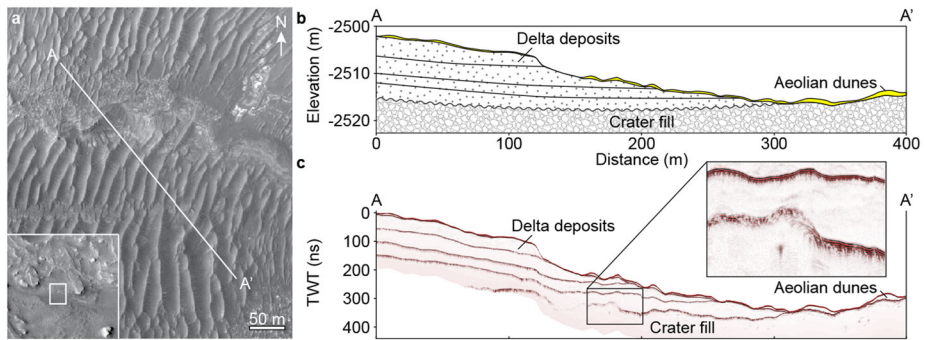 a
N
A
A'
50 m
b
A
A'
Elevation (m)
-2500
-2510
-2520
Delta deposits
Aeolian dunes
Crater fill
0
100
200
300
400
Distance (m)
c
A
A'
TWT (ns)
0
100
200
300
400
Delta deposits
Aeolian dunes
Crater fill